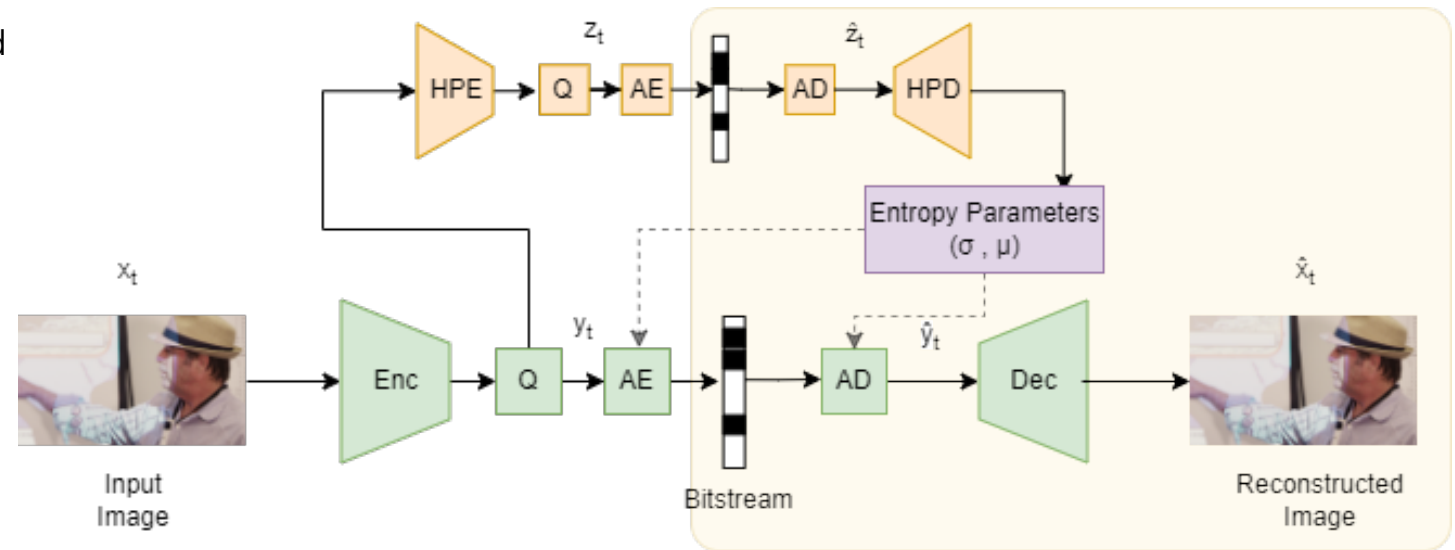 d
z_t
ẑ_t
HPE
Q
AE
AD
HPD
Entropy Parameters
(σ , μ)
x_t
x̂_t
y_t
ŷ_t
Enc
Q
AE
AD
Dec
Input
Image
Bitstream
Reconstructed
Image